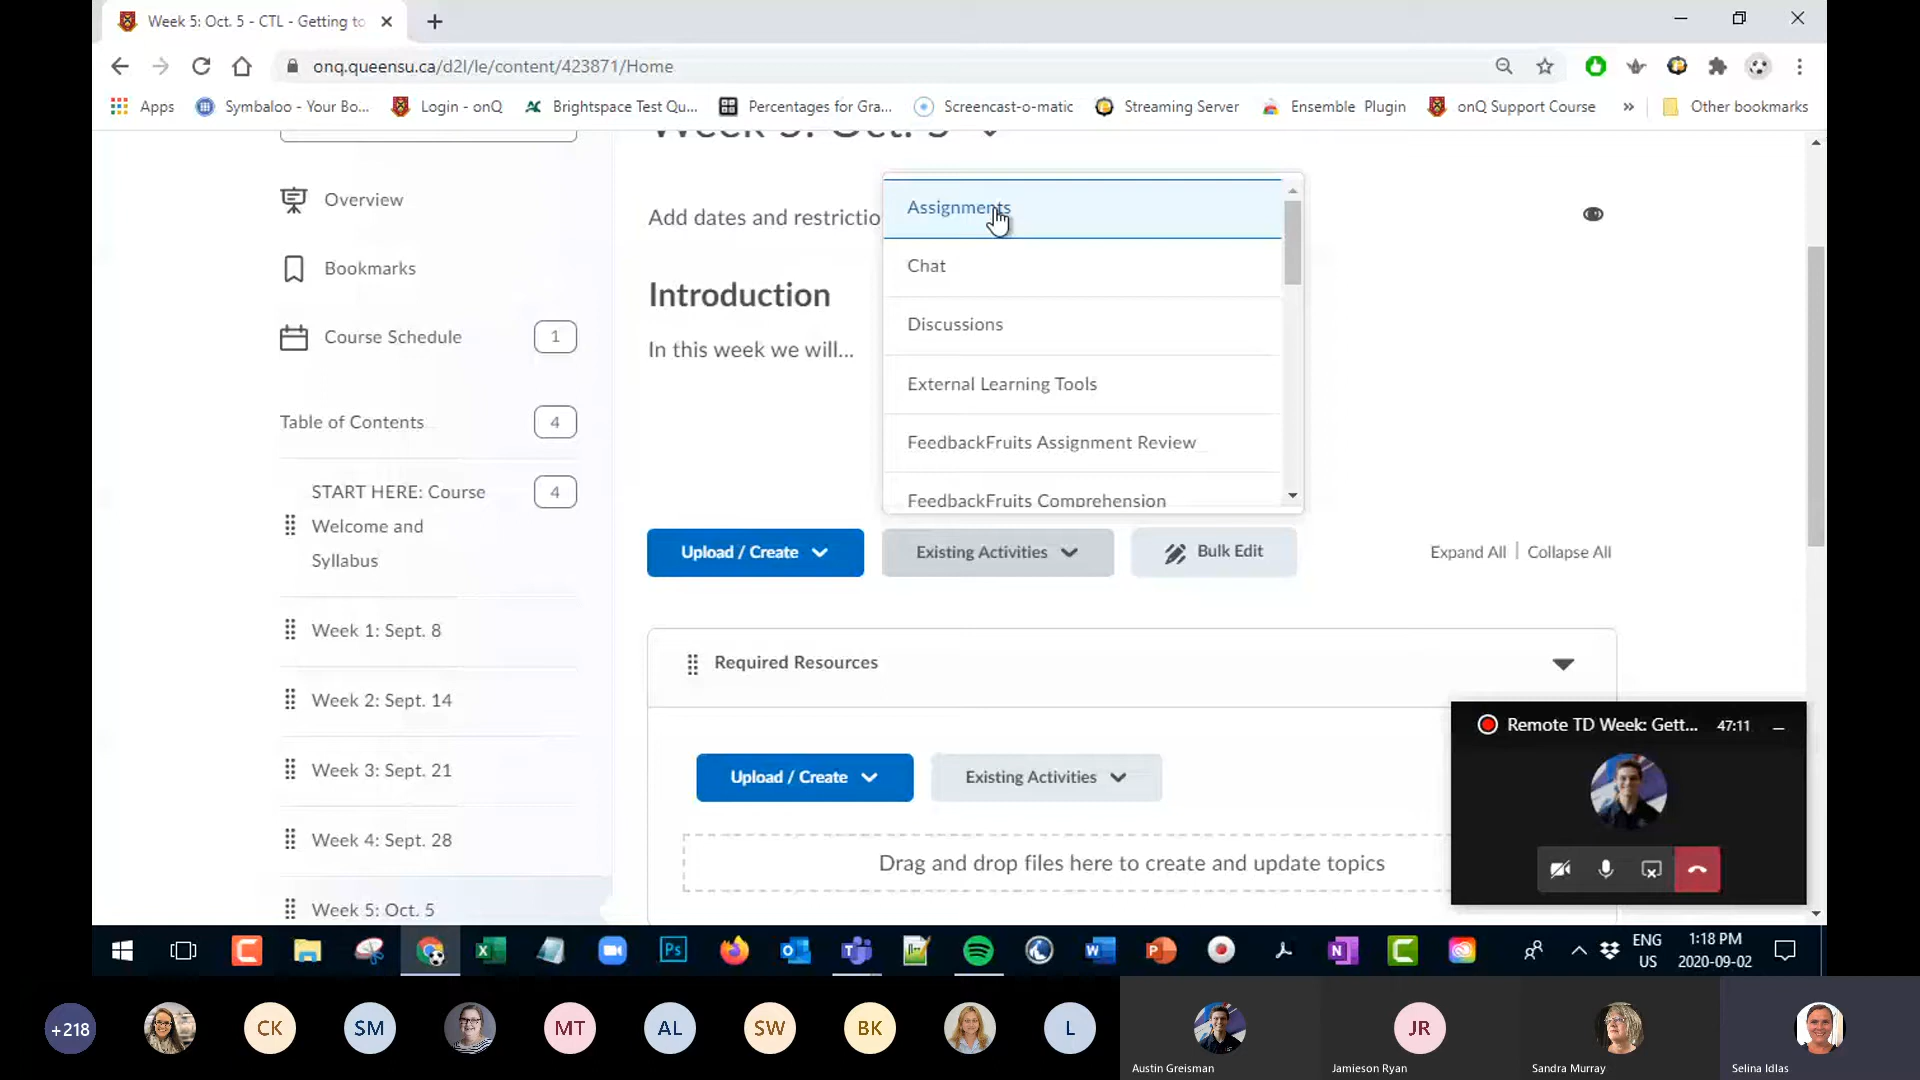 Week 5: Oct. 5 - CTL - Getting to
onq.queensu.ca/d2l/le/content/423871/Home
Apps
Symbaloo - Your Bo...
Login - onQ
Brightspace Test Qu...
Percentages for Gra...
Screencast-o-matic
Streaming Server
Ensemble Plugin
onQ Support Course
»
Other bookmarks
Week 5: Oct. 5
Overview
Bookmarks
Course Schedule
1
Table of Contents
4
START HERE: Course
Welcome and
Syllabus
4
Week 1: Sept. 8
Week 2: Sept. 14
Week 3: Sept. 21
Week 4: Sept. 28
Week 5: Oct. 5
Add dates and restrictio
Introduction
In this week we will...
Assignments
Chat
Discussions
External Learning Tools
FeedbackFruits Assignment Review
FeedbackFruits Comprehension
Upload / Create
Existing Activities
Bulk Edit
Expand All | Collapse All
Required Resources
Upload / Create
Existing Activities
Drag and drop files here to create and update topics
Remote TD Week: Gett...
47:11
ENG
US
1:18 PM
2020-09-02
+218
CK
SM
MT
AL
SW
BK
L
Austin Greisman
JR
Jamieson Ryan
Sandra Murray
Selina Idlas